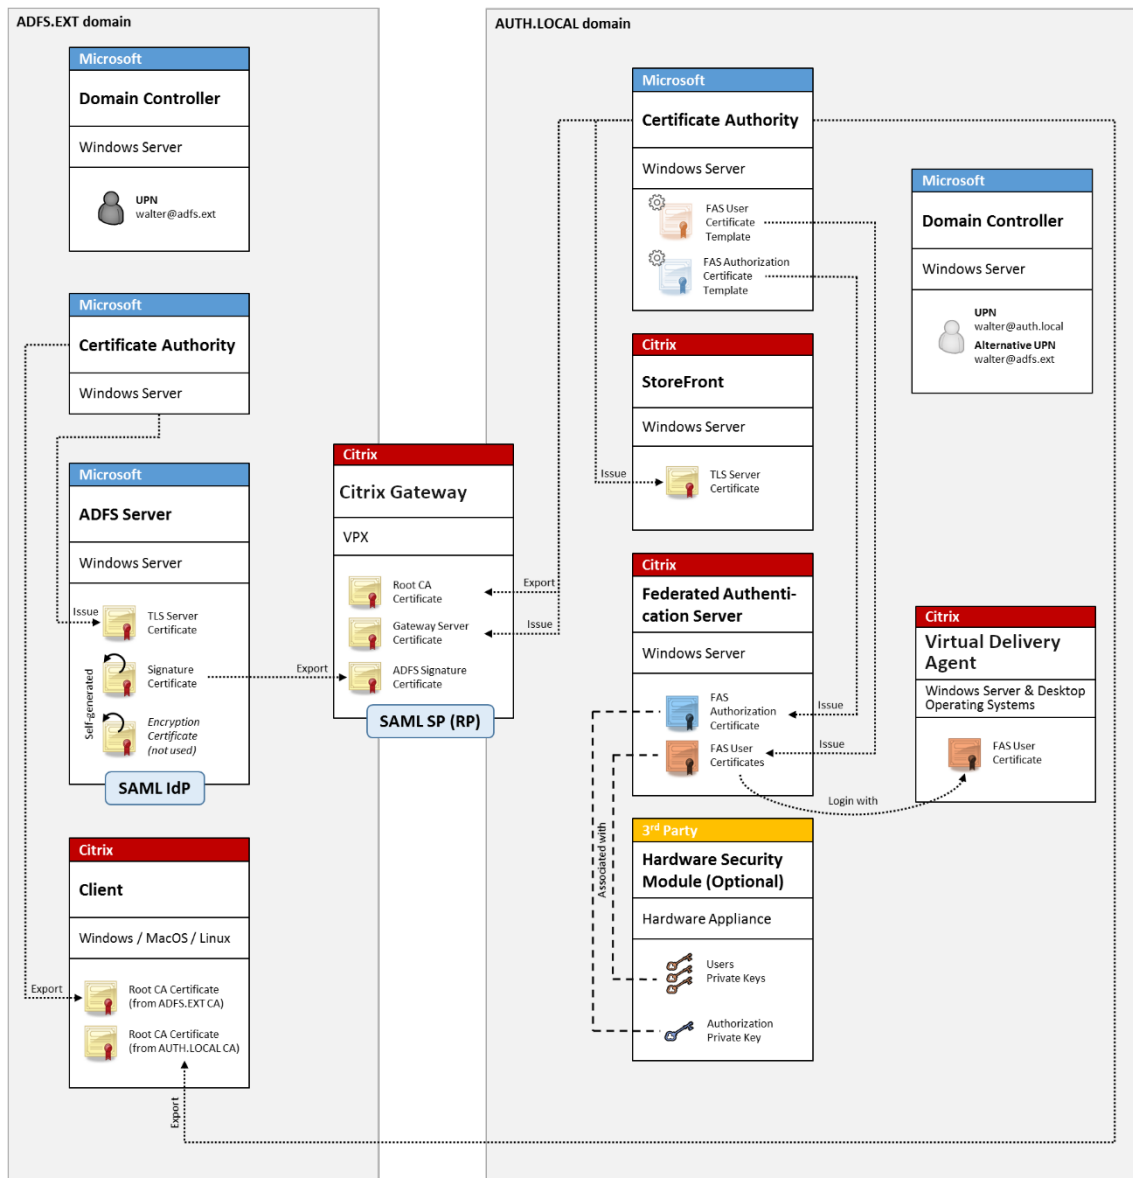 ADFS.EXT domain
Microsoft
Domain Controller
Windows Server
UPN
walter@adfs.ext
Microsoft
Certificate Authority
Windows Server
Microsoft
ADFS Server
Windows Server
Issue
TLS Server
Certificate
Self-generated
Signature
Certificate
Encryption
Certificate
(not used)
SAML IdP
Citrix
Client
Windows / MacOS / Linux
Export
Root CA Certificate
(from ADFS.EXT CA)
Root CA Certificate
(from AUTH.LOCAL CA)
Export
Citrix
Citrix Gateway
VPX
Root CA
Certificate
Export
Gateway Server
Certificate
Issue
Export
ADFS Signature
Certificate
SAML SP (RP)
AUTH.LOCAL domain
Microsoft
Certificate Authority
Windows Server
FAS User
Certificate
Template
FAS Authorization
Certificate
Template
Citrix
StoreFront
Windows Server
Issue
TLS Server
Certificate
Citrix
Federated Authenti-
cation Server
Windows Server
FAS
Authorization
Certificate
Issue
FAS User
Certificates
Issue
Login with
Associated with
3rd Party
Hardware Security
Module (Optional)
Hardware Appliance
Users
Private Keys
Authorization
Private Key
Microsoft
Domain Controller
Windows Server
UPN
walter@auth.local
Alternative UPN
walter@adfs.ext
Citrix
Virtual Delivery
Agent
Windows Server & Desktop
Operating Systems
FAS User
Certificate